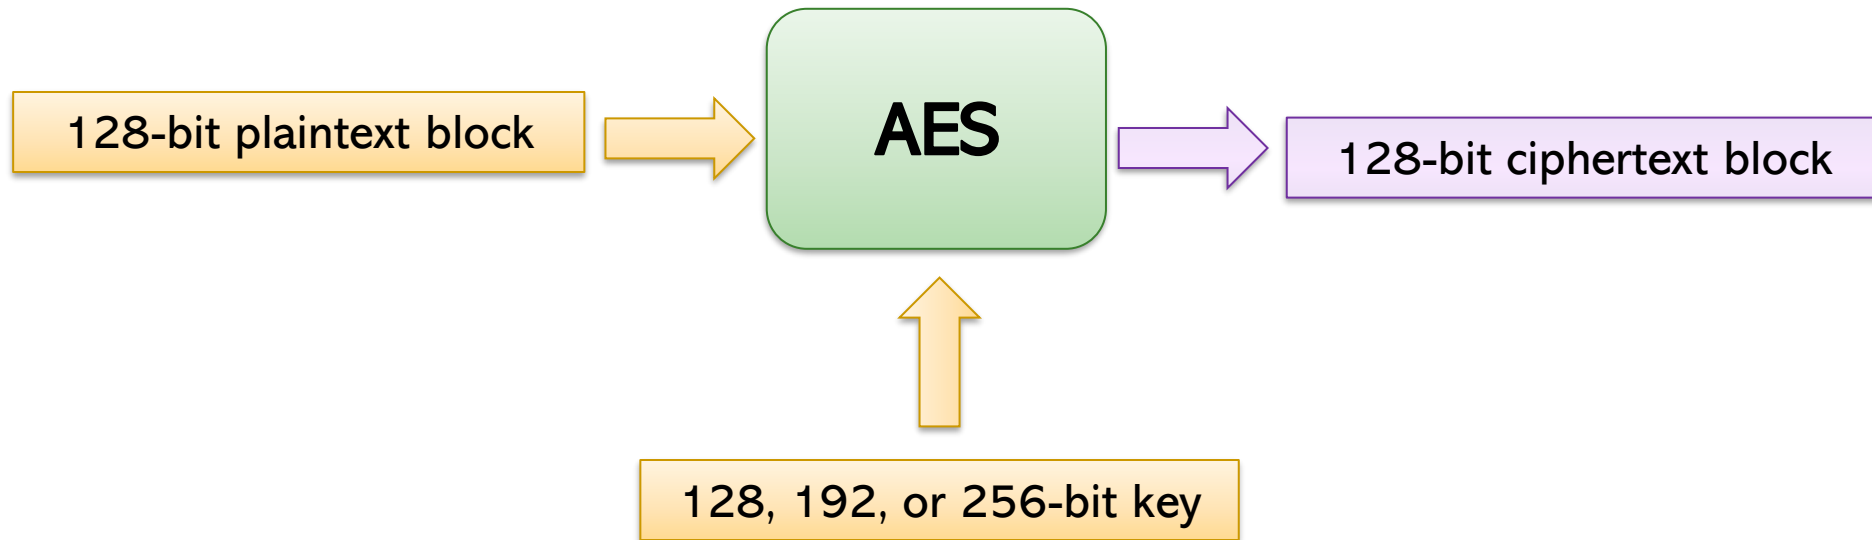 128-bit plaintext block
AES
128-bit ciphertext block
128, 192, or 256-bit key